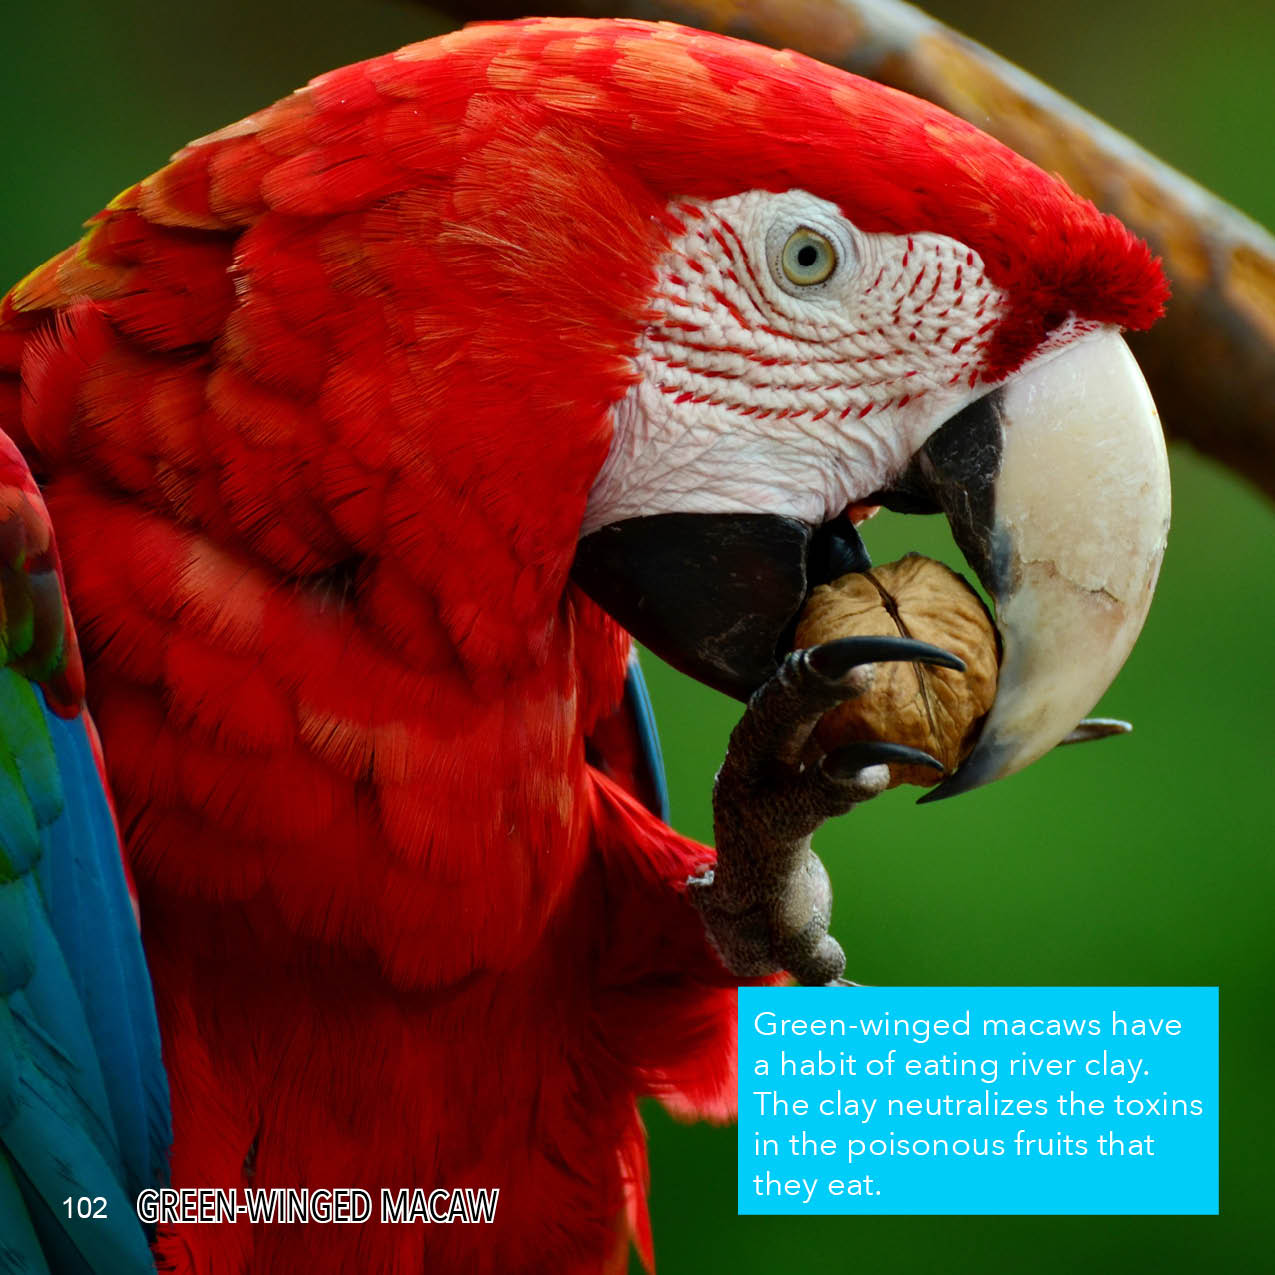 Green-winged macaws have
a habit of eating river clay.
The clay neutralizes the toxins
in the poisonous fruits that
they eat.
102 GREEN-WINGED MACAW